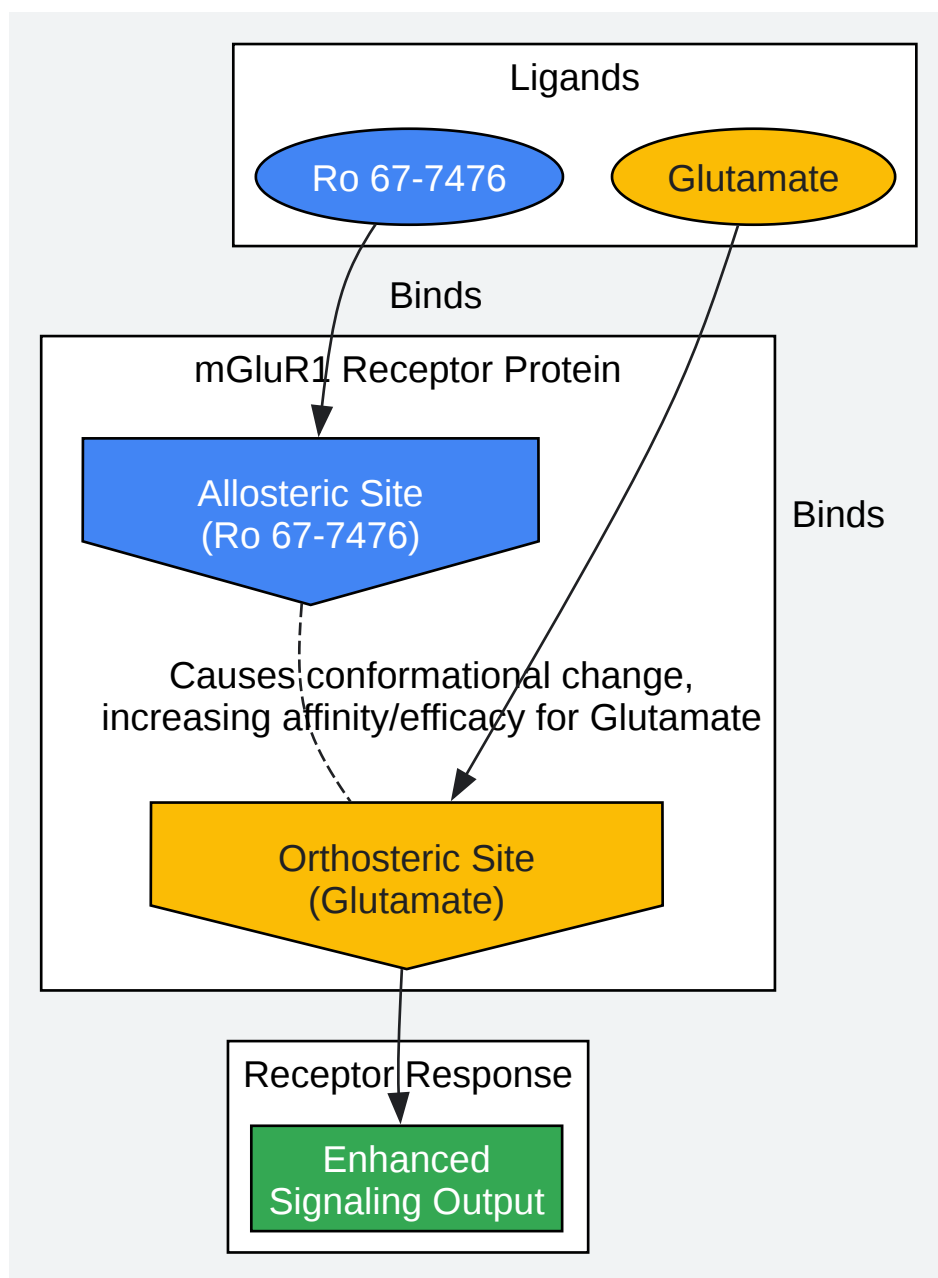 Ligands
Ro 67-7476
Glutamate
Binds
mGluR1 Receptor Protein
Allosteric Site
(Ro 67-7476)
Binds
Causes conformational change,
increasing affinity/efficacy for Glutamate
Orthosteric Site
(Glutamate)
Receptor Response
Enhanced
Signaling Output